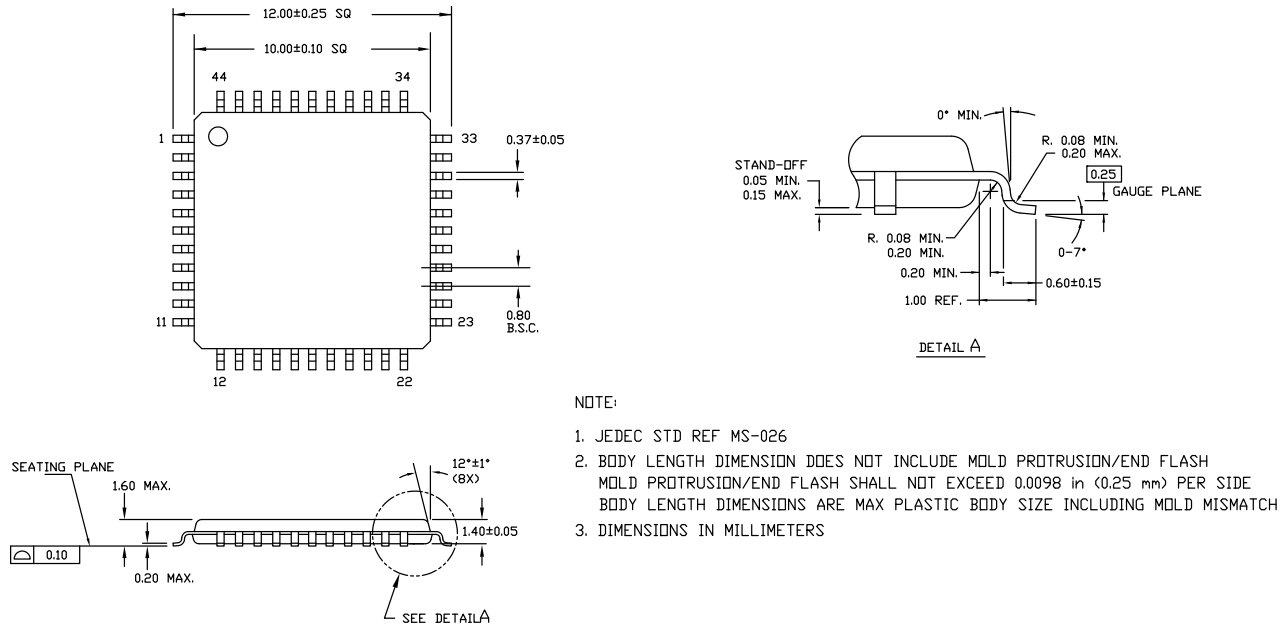 12.00±0.25 SQ
10.00±0.10 SQ
44
34
1
33
0.37±0.05
0.80
B.S.C.
11
23
12
22
0° MIN.
R. 0.08 MIN.
0.20 MAX.
STAND-OFF
0.05 MIN.
0.15 MAX.
0.25
GAUGE PLANE
R. 0.08 MIN.
0.20 MIN.
0-7°
0.20 MIN.
0.60±0.15
1.00 REF.
DETAIL A
NOTE:
1. JEDEC STD REF MS-026
2. BODY LENGTH DIMENSION DOES NOT INCLUDE MOLD PROTRUSION/END FLASH
MOLD PROTRUSION/END FLASH SHALL NOT EXCEED 0.0098 in (0.25 mm) PER SIDE
BODY LENGTH DIMENSIONS ARE MAX PLASTIC BODY SIZE INCLUDING MOLD MISMATCH
3. DIMENSIONS IN MILLIMETERS
SEATING PLANE
1.60 MAX.
12°±1°
(8X)
1.40±0.05
0.10
0.20 MAX.
SEE DETAILA